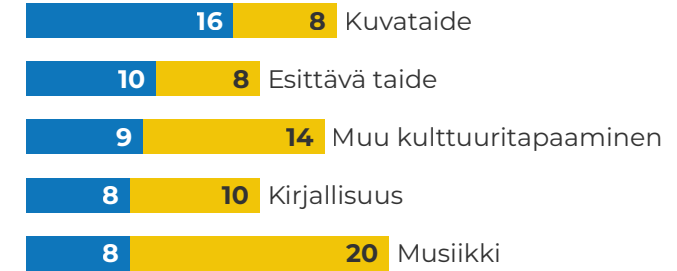 16 8 Kuvataide
10 8 Esittävä taide
9 14 Muu kulttuuritapaaminen
8 10 Kirjallisuus
8 20 Musiikki